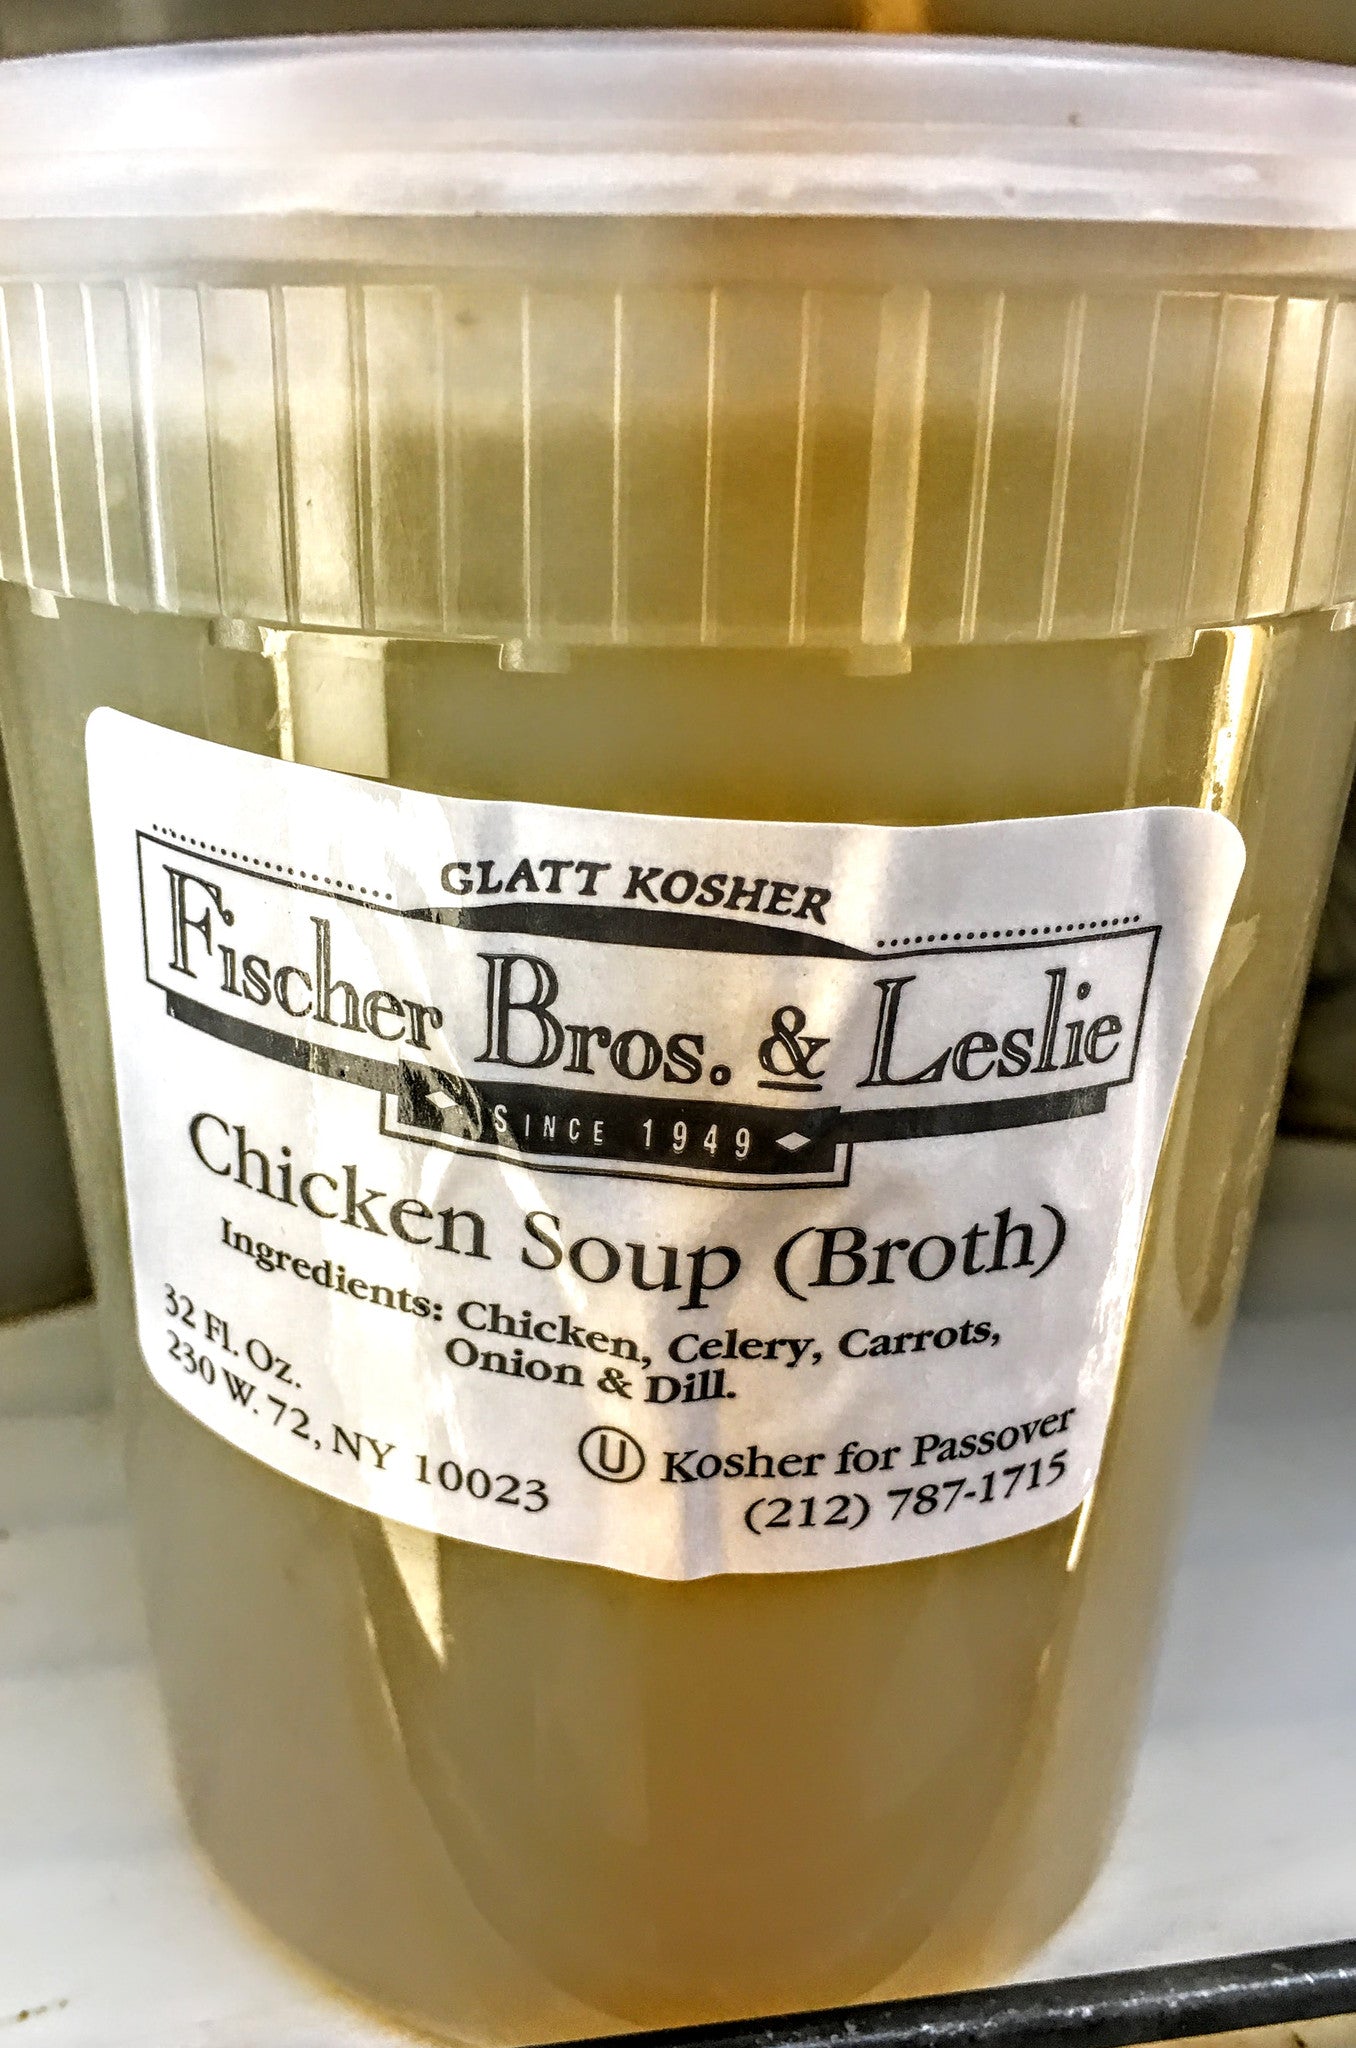 GLATT KOSHER
Fischer Bros. & Leslie
SINCE 1949
Chicken Soup (Broth)
Ingredients: Chicken, Celery, Carrots,
Onion & Dill.
32 Fl. Oz.
230 W. 72, NY 10023
U Kosher for Passover
(212) 787-1715